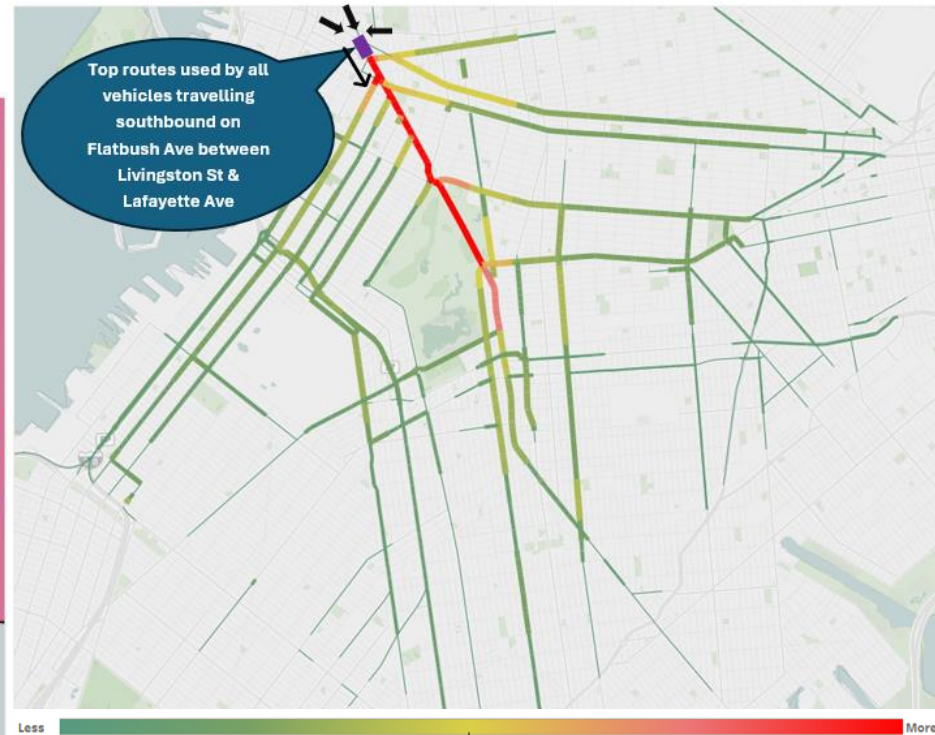 Top routes used by all
vehicles travelling
southbound on
Flatbush Ave between
Livingston St &
Lafayette Ave
Less
More